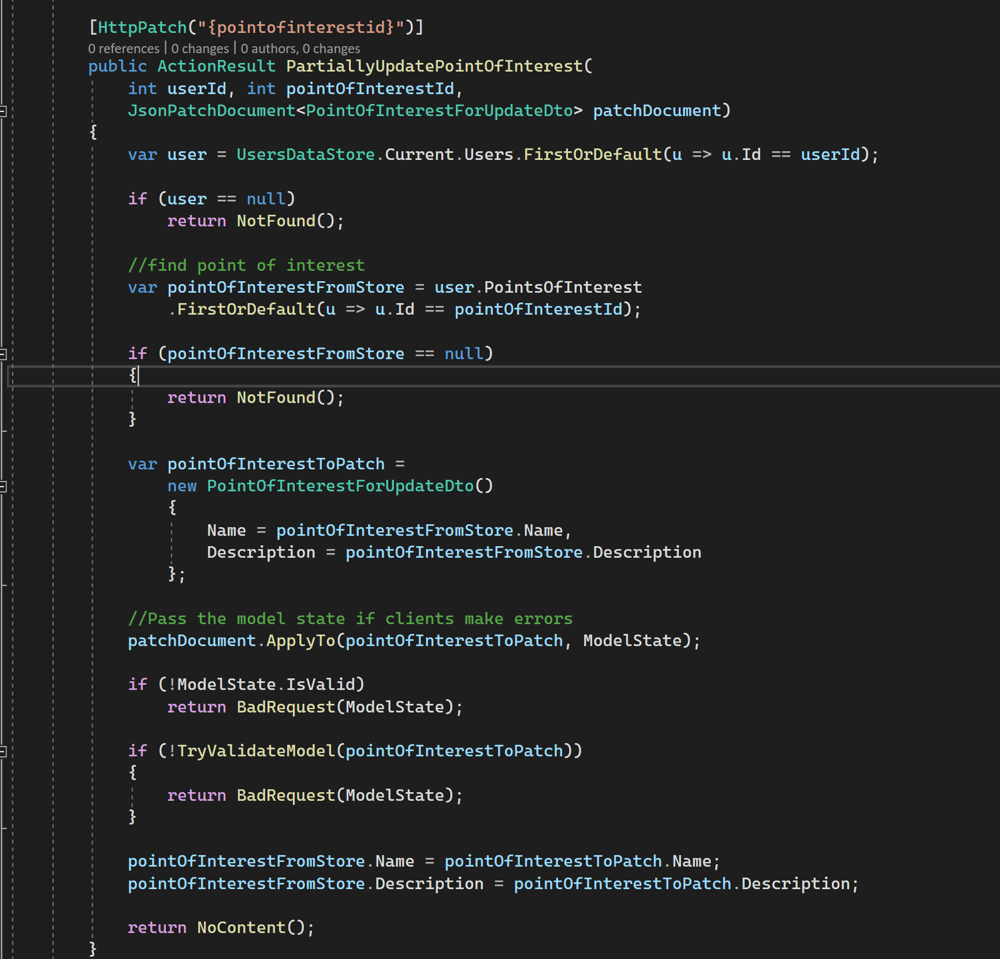 [HttpPatch("{pointofinterestid}")]
0 references | 0 changes | 0 authors, 0 changes
public ActionResult PartiallyUpdatePointOfInterest(
int userId, int pointOfInterestId,
JsonPatchDocument<PointOfInterestForUpdateDto> patchDocument)
{
var user = UsersDataStore.Current.Users.FirstOrDefault(u => u.Id == userId);
if (user == null)
return NotFound();
//find point of interest
var pointOfInterestFromStore = user.PointsOfInterest
.FirstOrDefault(u => u.Id == pointOfInterestId);
if (pointOfInterestFromStore == null)
{
return NotFound();
}
var pointOfInterestToPatch =
new PointOfInterestForUpdateDto()
{
Name = pointOfInterestFromStore.Name,
Description = pointOfInterestFromStore.Description
};
//Pass the model state if clients make errors
patchDocument.ApplyTo(pointOfInterestToPatch, ModelState);
if (!ModelState.IsValid)
return BadRequest(ModelState);
if (!TryValidateModel(pointOfInterestToPatch))
{
return BadRequest(ModelState);
}
pointOfInterestFromStore.Name = pointOfInterestToPatch.Name;
pointOfInterestFromStore.Description = pointOfInterestToPatch.Description;
return NoContent();
}